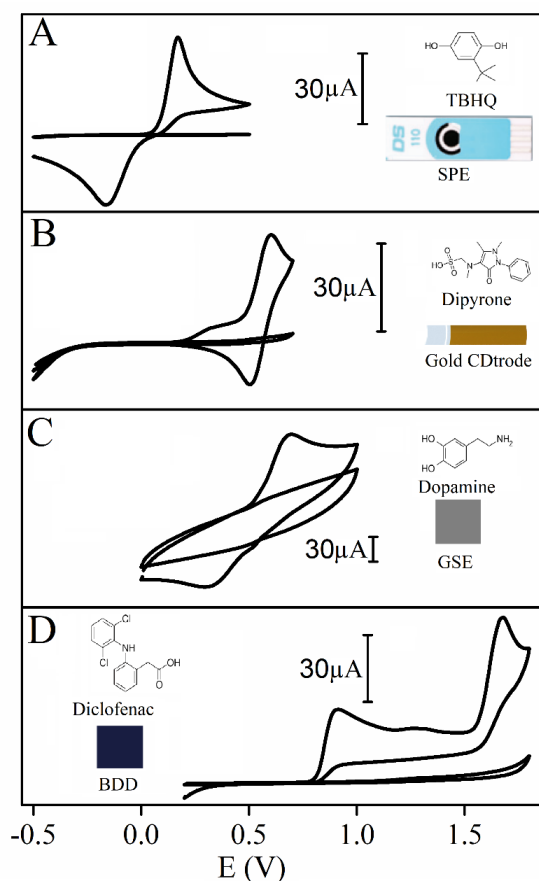 A
30µA
HO
OH
TBHQ
DS
110
SPE
B
30µA
O
HO
S
O
N
N
N
O
Dipyrone
Gold CDtrode
C
30µA
HO
HO
NH2
Dopamine
GSE
D
Cl
NH
Cl
OH
O
Diclofenac
BDD
30µA
-0.5 0.0 0.5 1.0 1.5
E (V)